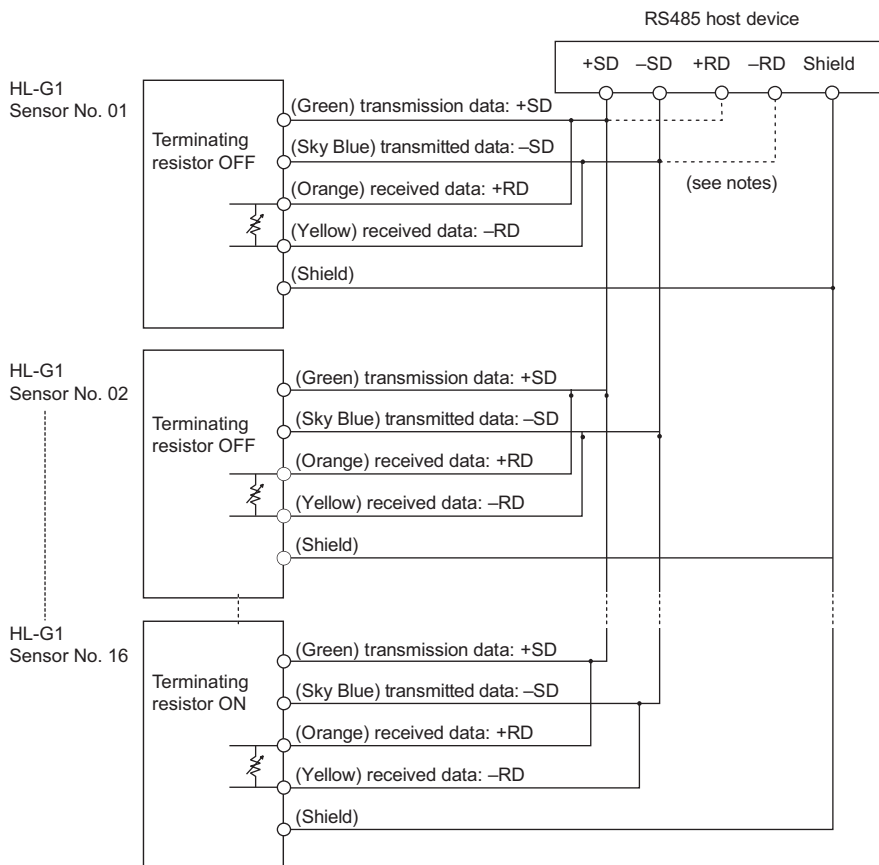 RS485 host device
+SD –SD +RD –RD Shield
HL-G1
Sensor No. 01
Terminating
resistor OFF
(Green) transmission data: +SD
(Sky Blue) transmitted data: –SD
(Orange) received data: +RD
(Yellow) received data: –RD
(Shield)
(see notes)
HL-G1
Sensor No. 02
Terminating
resistor OFF
(Green) transmission data: +SD
(Sky Blue) transmitted data: –SD
(Orange) received data: +RD
(Yellow) received data: –RD
(Shield)
HL-G1
Sensor No. 16
Terminating
resistor ON
(Green) transmission data: +SD
(Sky Blue) transmitted data: –SD
(Orange) received data: +RD
(Yellow) received data: –RD
(Shield)